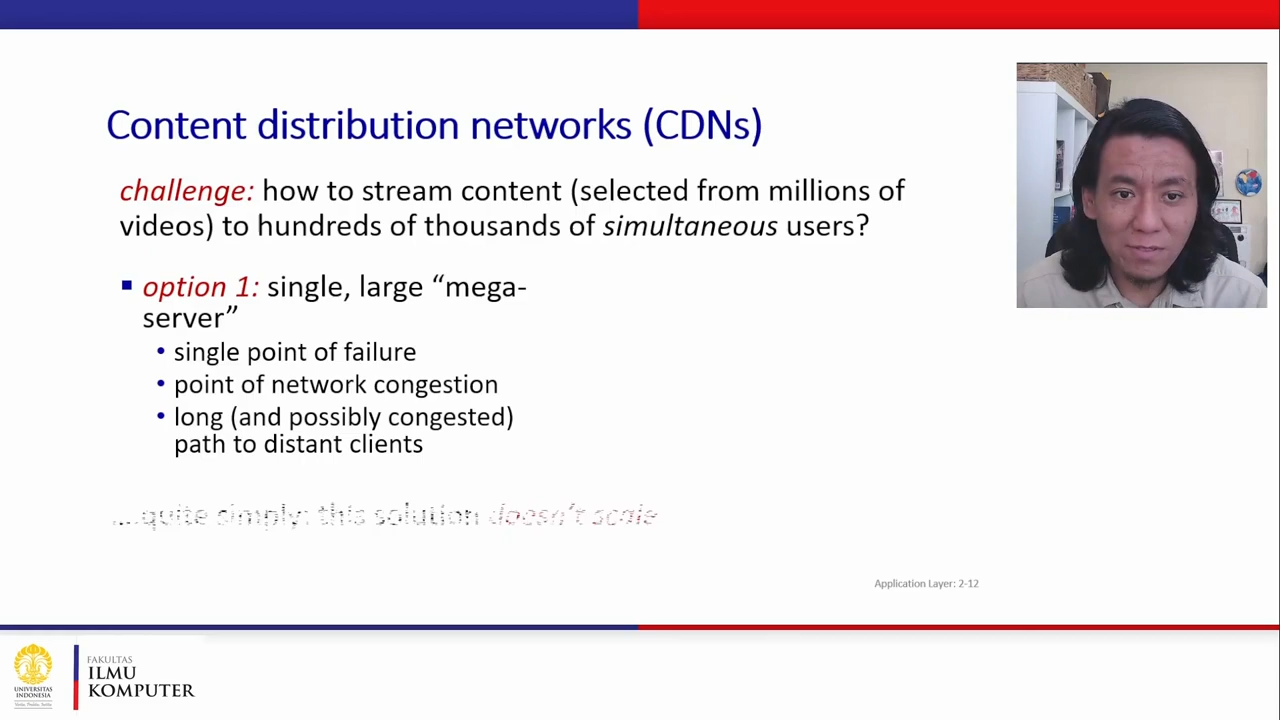 Content distribution networks (CDNs)
challenge: how to stream content (selected from millions of
videos) to hundreds of thousands of simultaneous users?
▪ option 1: single, large “mega-
server”
• single point of failure
• point of network congestion
• long (and possibly congested)
path to distant clients
...quite simply: this solution doesn’t scale
Application Layer: 2-12
UNIVERSITAS
INDONESIA
FAKULTAS
ILMU
KOMPUTER